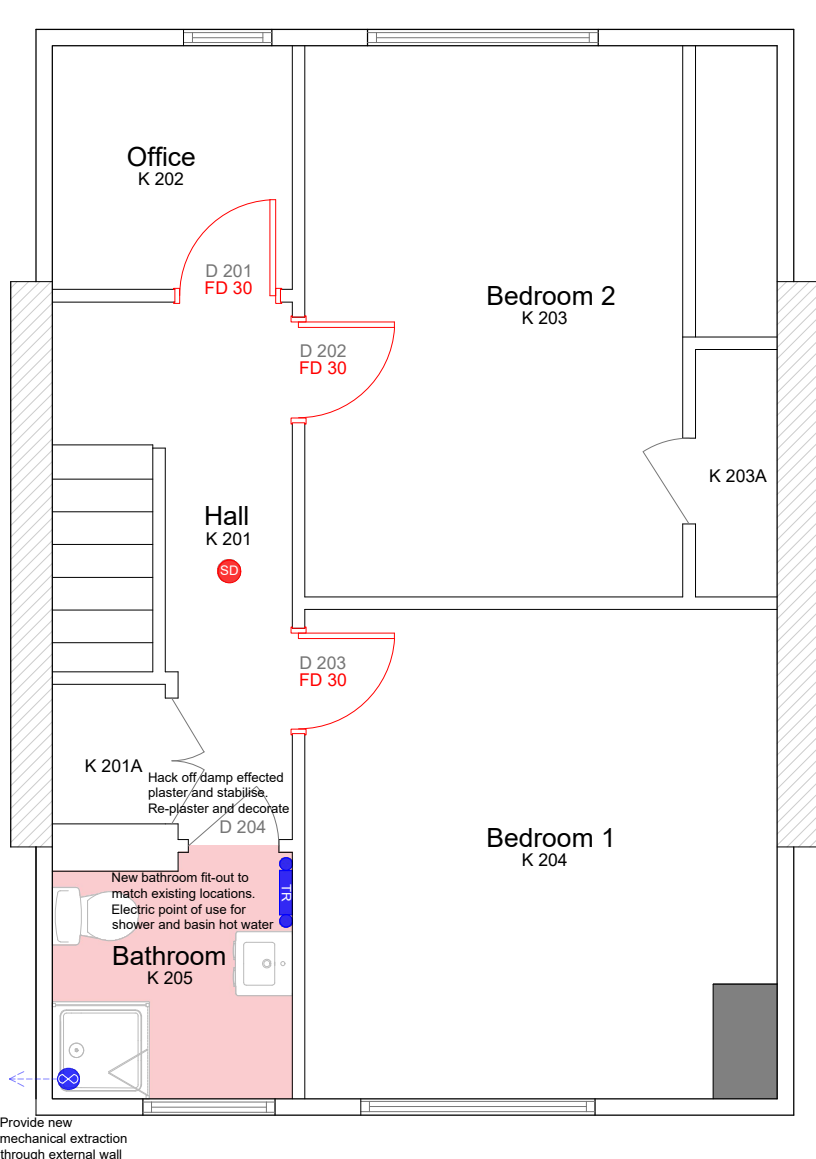 Office
K 202
D 201
FD 30
Bedroom 2
K 203
D 202
FD 30
K 203A
Hall
K 201
SD
D 203
FD 30
K 201A
Hack off damp effected
plaster and stabilise.
Re-plaster and decorate
D 204
Bedroom 1
K 204
New bathroom fit-out to
match existing locations.
Electric point of use for
shower and basin hot water
TR
Bathroom
K 205
Provide new
mechanical extraction
through external wall